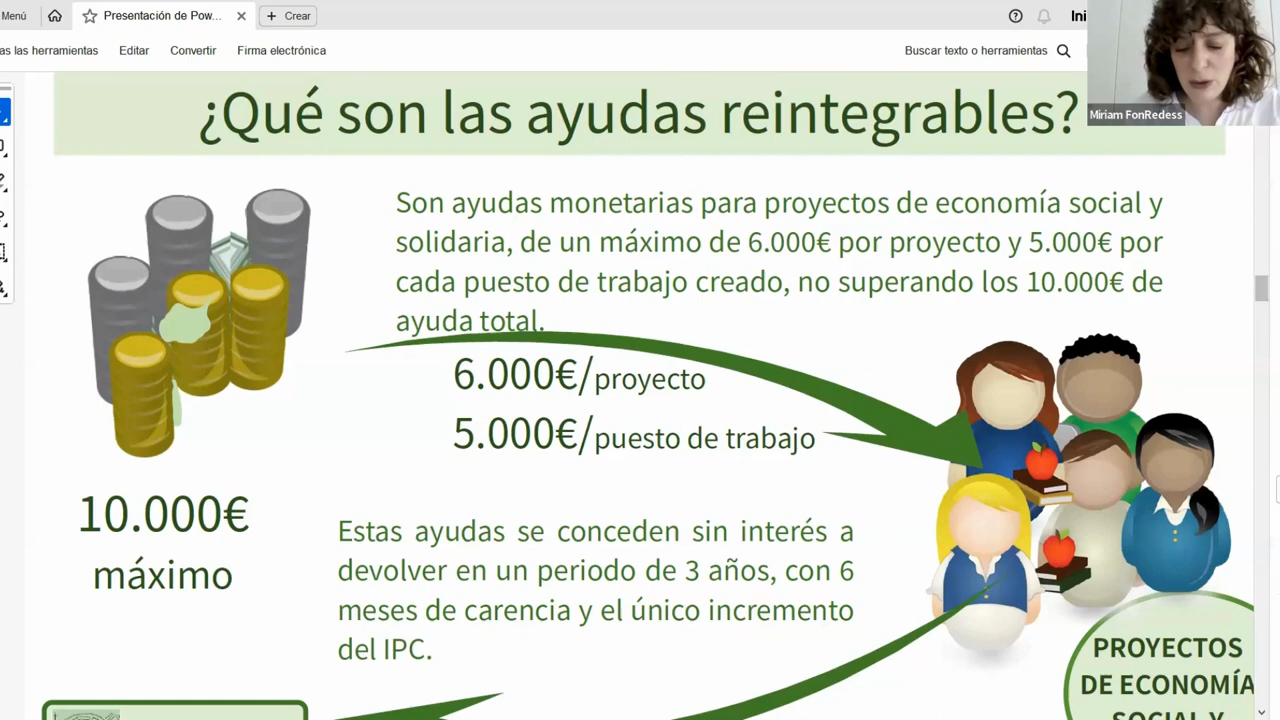 Menú
Presentación de Pow...
Crear
Ini
as las herramientas
Editar
Convertir
Firma electrónica
Buscar texto o herramientas
Miriam FonRedess
¿Qué son las ayudas reintegrables?
Son ayudas monetarias para proyectos de economía social y
solidaria, de un máximo de 6.000€ por proyecto y 5.000€ por
cada puesto de trabajo creado, no superando los 10.000€ de
ayuda total.
6.000€/proyecto
5.000€/puesto de trabajo
10.000€
máximo
Estas ayudas se conceden sin interés a
devolver en un periodo de 3 años, con 6
meses de carencia y el único incremento
del IPC.
PROYECTOS
DE ECONOMÍA
SOCIAL Y